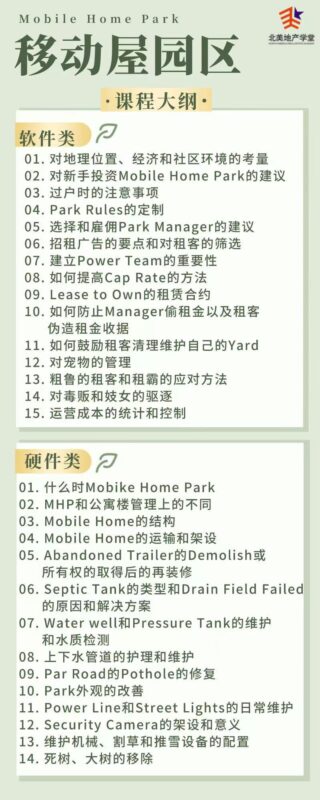 Mobile Home Park
北美地产学堂
移动屋园区
·课程大纲·
软件类
01. 对地理位置、经济和社区环境的考量
02. 对新手投资Mobile Home Park的建议
03. 过户时的注意事项
04. Park Rules的定制
05. 选择和雇佣Park Manager的建议
06. 招租广告的要点和对租客的筛选
07. 建立Power Team的重要性
08. 如何提高Cap Rate的方法
09. Lease to Own的租赁合约
10. 如何防止Manager偷租金以及租客
伪造租金收据
11. 如何鼓励租客清理维护自己的Yard
12. 对宠物的管理
13. 粗鲁的租客和租霸的应对方法
14. 对毒贩和妓女的驱逐
15. 运营成本的统计和控制
硬件类
01. 什么时Mobike Home Park
02. MHP和公寓楼管理上的不同
03. Mobile Home的结构
04. Mobile Home的运输和架设
05. Abandoned Trailer的Demolish或
所有权的取得后的再装修
06. Septic Tank的类型和Drain Field Failed
的原因和解决方案
07. Water well和Pressure Tank的维护
和水质检测
08. 上下水管道的护理和维护
09. Par Road的Pothole的修复
10. Park外观的改善
11. Power Line和Street Lights的日常维护
12. Security Camera的架设和意义
13. 维护机械、割草和推雪设备的配置
14. 死树、大树的移除